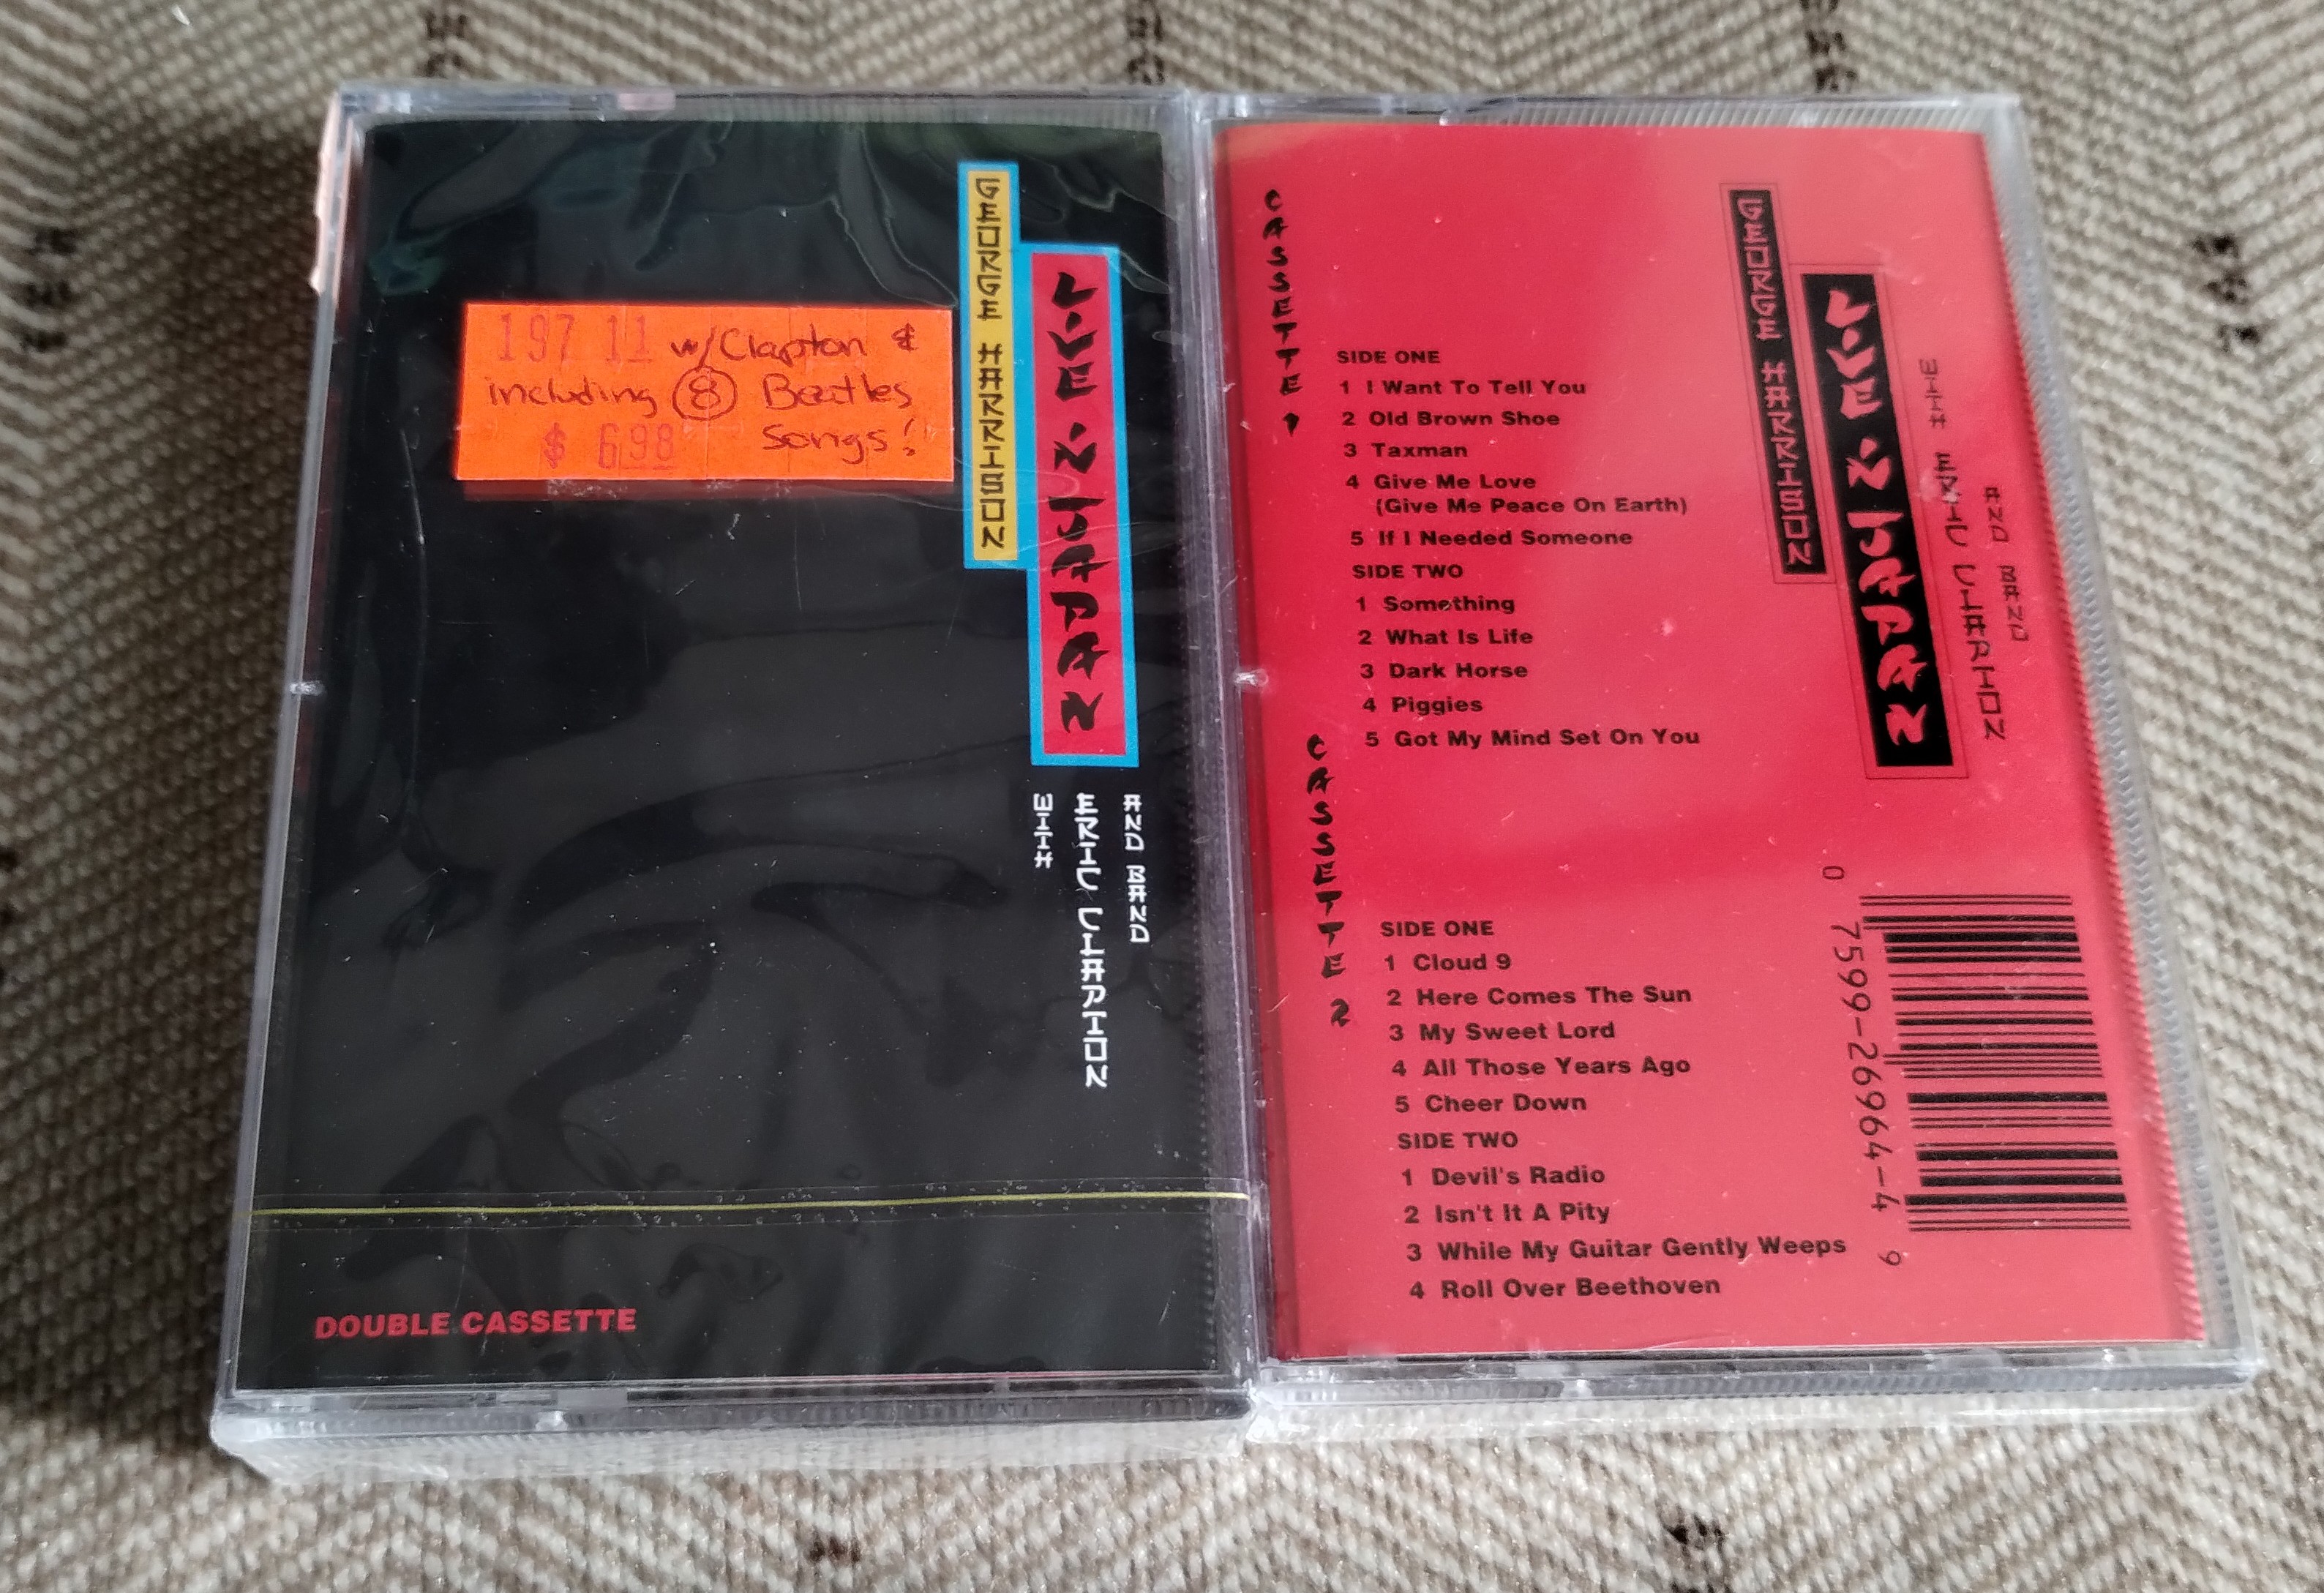 197 11 w/Clapton &
including 8 Beatles
$ 6.98 Songs!
GEORGE HARRISON
LIVE IN JAPAN
WITH
ERIC CLAPTON
AND BAND
DOUBLE CASSETTE
CASSETTE 1
SIDE ONE
1 I Want To Tell You
2 Old Brown Shoe
3 Taxman
4 Give Me Love
(Give Me Peace On Earth)
5 If I Needed Someone
SIDE TWO
1 Something
2 What Is Life
3 Dark Horse
4 Piggies
5 Got My Mind Set On You
CASSETTE 2
SIDE ONE
1 Cloud 9
2 Here Comes The Sun
3 My Sweet Lord
4 All Those Years Ago
5 Cheer Down
SIDE TWO
1 Devil's Radio
2 Isn't It A Pity
3 While My Guitar Gently Weeps
4 Roll Over Beethoven
GEORGE HARRISON
LIVE IN JAPAN
WITH ERIC CLAPTON
AND BAND
0 7599-26964-4 9